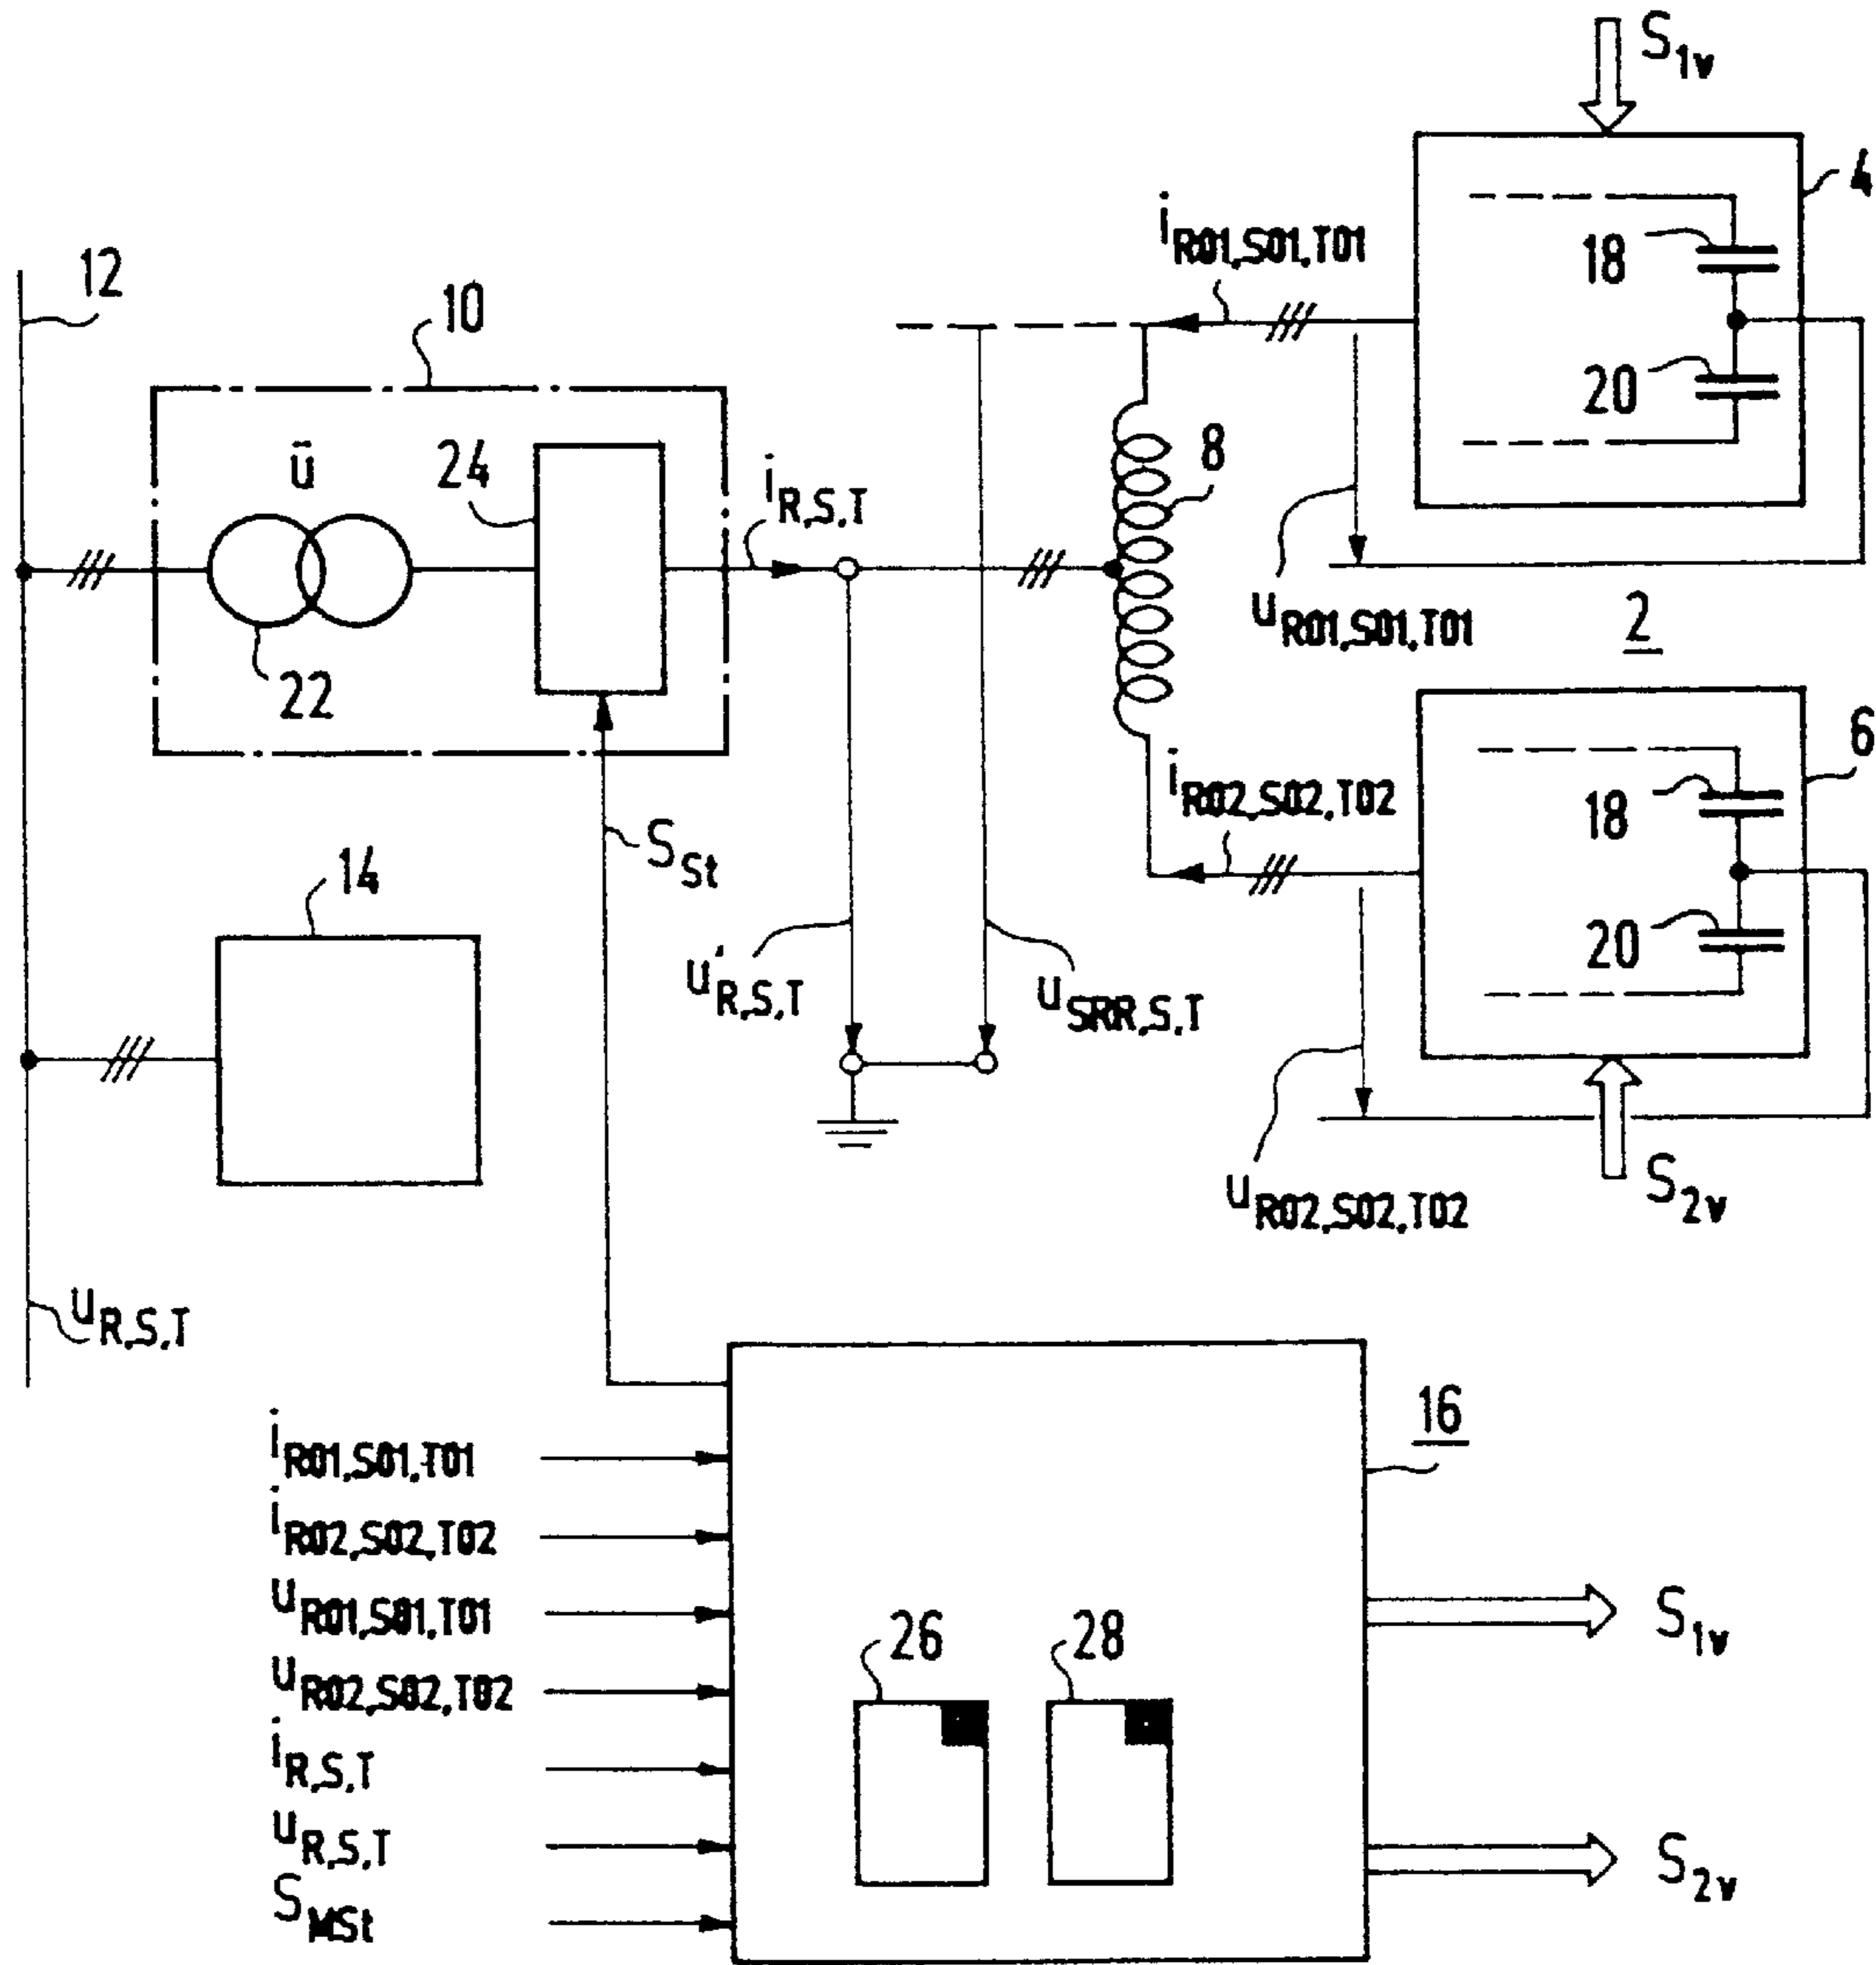 S1v
4
iR01,S01,T01
18
12
10
20
ü
24
8
iR,S,T
uR01,S01,T01
2
22
6
iR02,S02,T02
18
SSt
14
20
u'R,S,T
uSRR,S,T
S2v
uR02,S02,T02
uR,S,T
16
iR01,S01,T01
iR02,S02,T02
uR01,S01,T01
S1v
26
28
uR02,S02,T02
iR,S,T
uR,S,T
S2v
SMSt